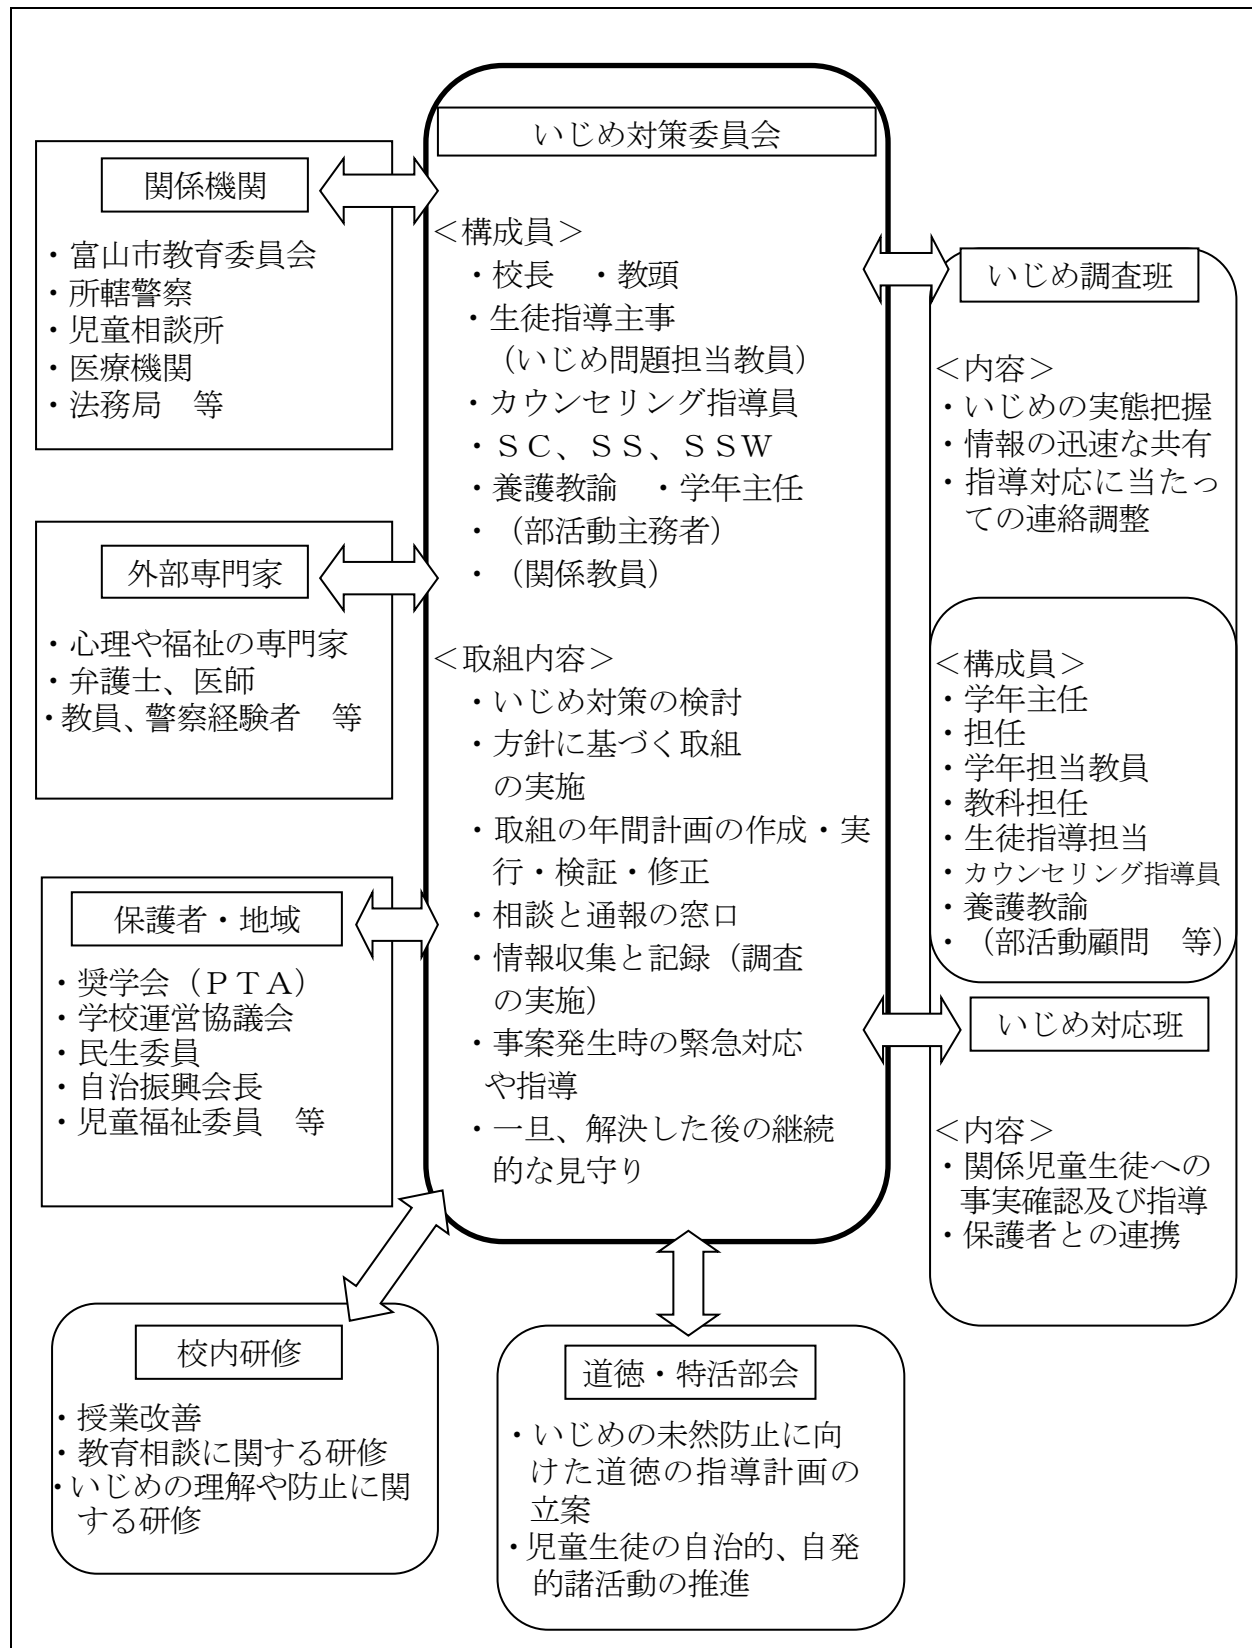 いじめ対策委員会
<構成員>
・校長　・教頭
・生徒指導主事
（いじめ問題担当教員）
・カウンセリング指導員
・ＳＣ、ＳＳ、ＳＳＷ
・養護教諭　・学年主任
・（部活動主務者）
・（関係教員）
<取組内容>
・いじめ対策の検討
・方針に基づく取組
の実施
・取組の年間計画の作成・実
行・検証・修正
・相談と通報の窓口
・情報収集と記録（調査
の実施）
・事案発生時の緊急対応
や指導
・一旦、解決した後の継続
的な見守り
関係機関
・富山市教育委員会
・所轄警察
・児童相談所
・医療機関
・法務局　等
外部専門家
・心理や福祉の専門家
・弁護士、医師
・教員、警察経験者　等
保護者・地域
・奨学会（ＰＴＡ）
・学校運営協議会
・民生委員
・自治振興会長
・児童福祉委員　等
いじめ調査班
<内容>
・いじめの実態把握
・情報の迅速な共有
・指導対応に当たっ
ての連絡調整
<構成員>
・学年主任
・担任
・学年担当教員
・教科担任
・生徒指導担当
・カウンセリング指導員
・養護教諭
・（部活動顧問　等）
いじめ対応班
<内容>
・関係児童生徒への
事実確認及び指導
・保護者との連携
校内研修
・授業改善
・教育相談に関する研修
・いじめの理解や防止に関
する研修
道徳・特活部会
・いじめの未然防止に向
けた道徳の指導計画の
立案
・児童生徒の自治的、自発
的諸活動の推進